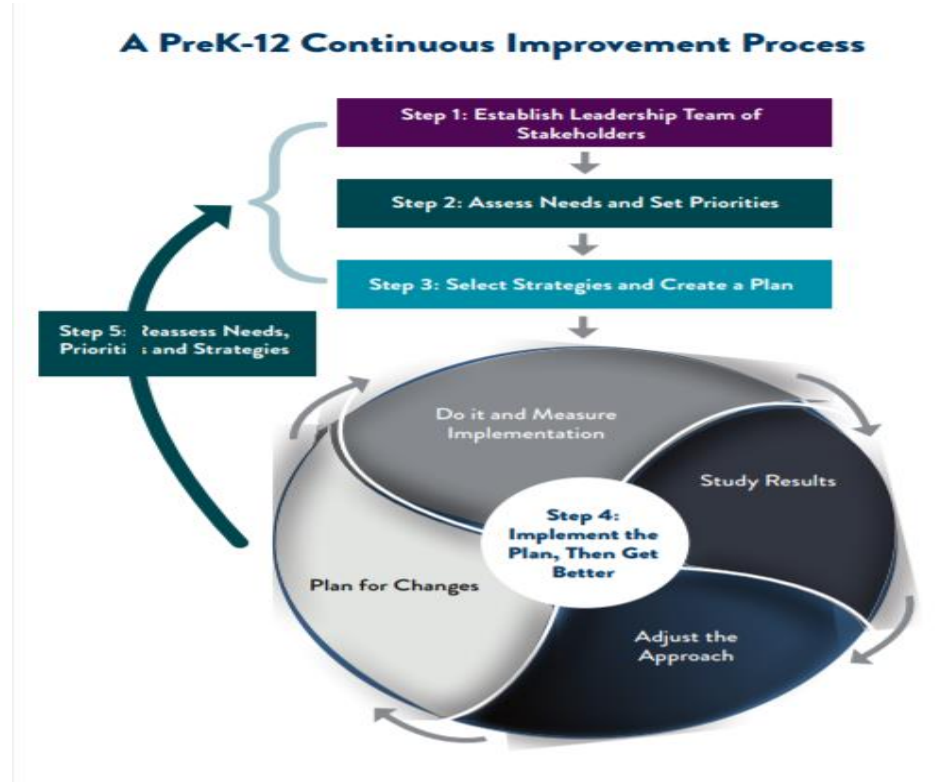 A PreK-12 Continuous Improvement Process
Step 1: Establish Leadership Team of
Stakeholders
Step 2: Assess Needs and Set Priorities
Step 3: Select Strategies and Create a Plan
Step 5: Reassess Needs,
Prioriti s and Strategies
Do it and Measure
Implementation
Study Results
Step 4:
Implement the
Plan, Then Get
Better
Plan for Changes
Adjust the
Approach